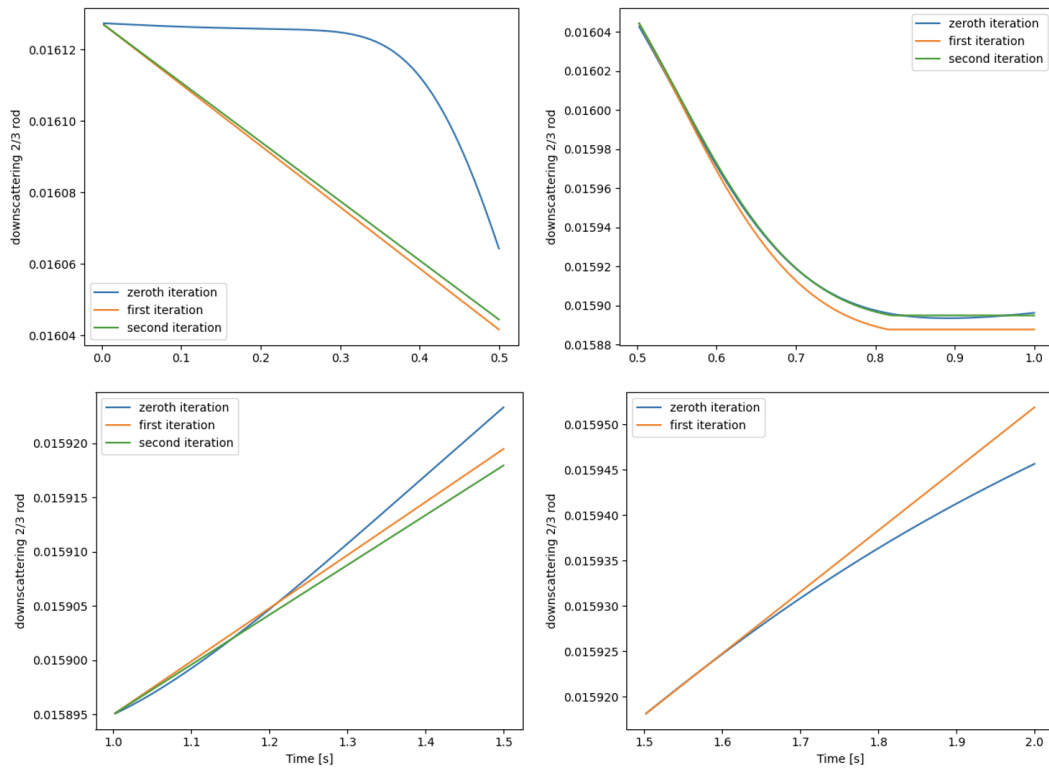 downscattering 2/3 rod
0.01612
0.01610
0.01608
0.01606
0.01604
zeroth iteration
first iteration
second iteration
0.0 0.1 0.2 0.3 0.4 0.5
downscattering 2/3 rod
0.01604
0.01602
0.01600
0.01598
0.01596
0.01594
0.01592
0.01590
0.01588
zeroth iteration
first iteration
second iteration
0.5 0.6 0.7 0.8 0.9 1.0
downscattering 2/3 rod
0.015920
0.015915
0.015910
0.015905
0.015900
0.015895
zeroth iteration
first iteration
second iteration
1.0 1.1 1.2 1.3 1.4 1.5
Time [s]
downscattering 2/3 rod
0.015950
0.015945
0.015940
0.015935
0.015930
0.015925
0.015920
zeroth iteration
first iteration
1.5 1.6 1.7 1.8 1.9 2.0
Time [s]